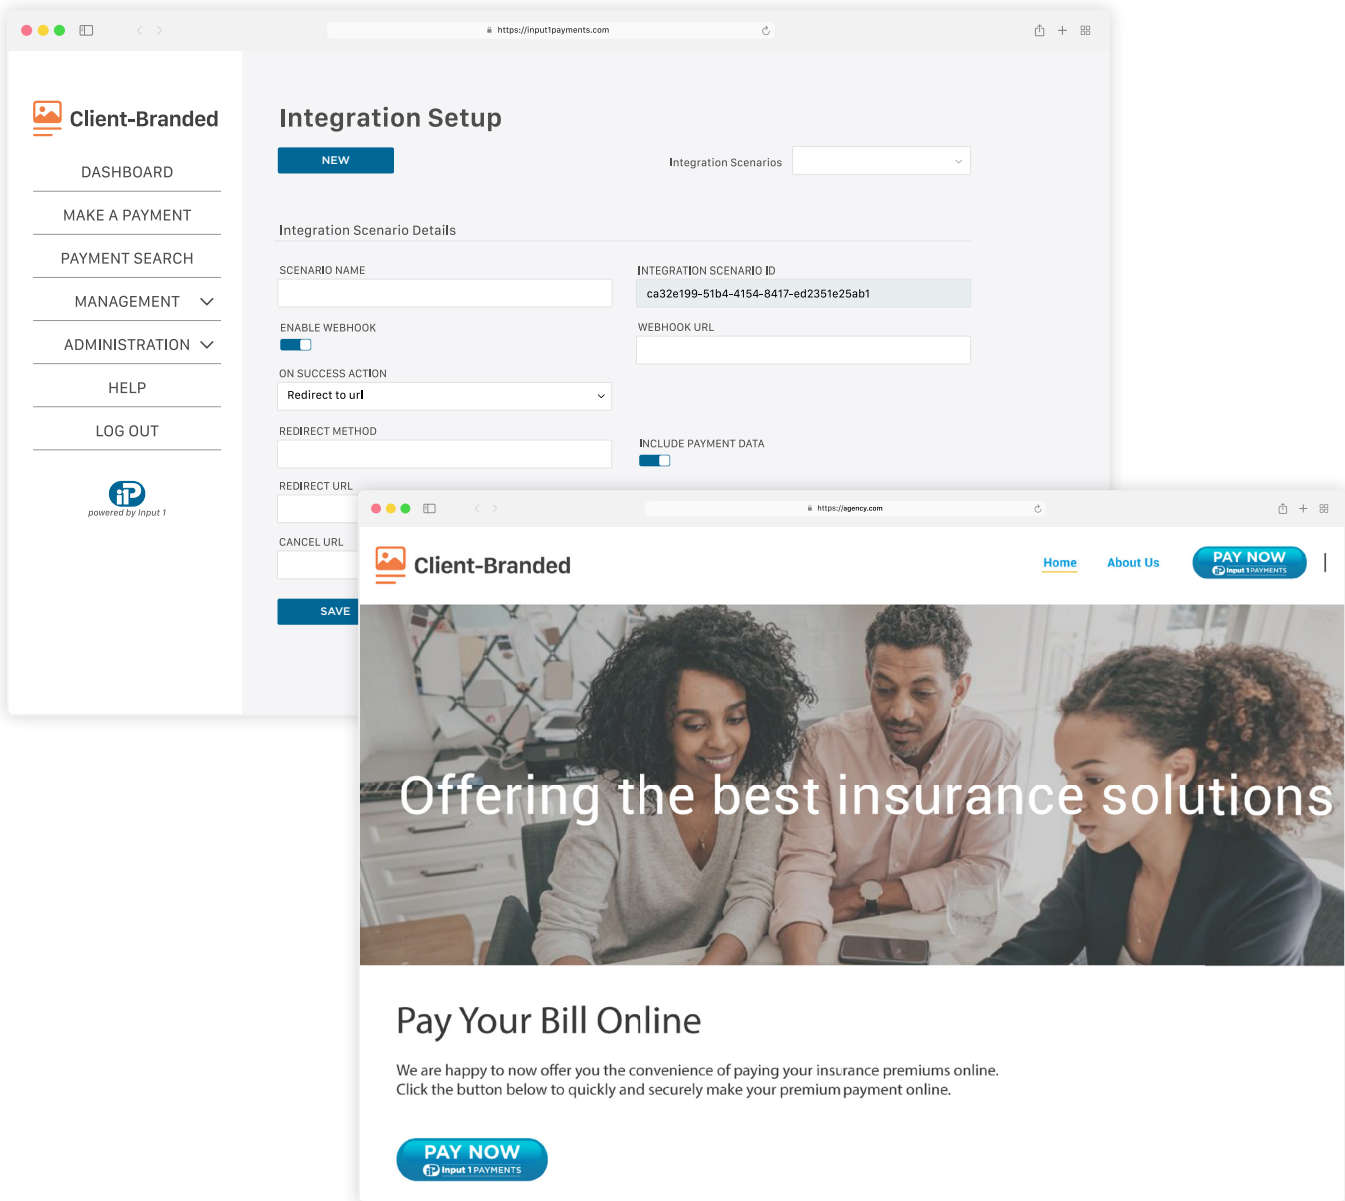 https://input1payments.com
Client-Branded
DASHBOARD
MAKE A PAYMENT
PAYMENT SEARCH
MANAGEMENT
ADMINISTRATION
HELP
LOG OUT
iP
powered by Input 1
Integration Setup
NEW
Integration Scenarios
Integration Scenario Details
SCENARIO NAME
INTEGRATION SCENARIO ID
ca32e199-51b4-4154-8417-ed2351e25ab1
ENABLE WEBHOOK
WEBHOOK URL
ON SUCCESS ACTION
Redirect to url
REDIRECT METHOD
INCLUDE PAYMENT DATA
REDIRECT URL
CANCEL URL
SAVE
https://agency.com
Client-Branded
Home About Us
PAY NOW
iP Input 1 PAYMENTS
Offering the best insurance solutions
Pay Your Bill Online
We are happy to now offer you the convenience of paying your insurance premiums online.
Click the button below to quickly and securely make your premium payment online.
PAY NOW
iP Input 1 PAYMENTS